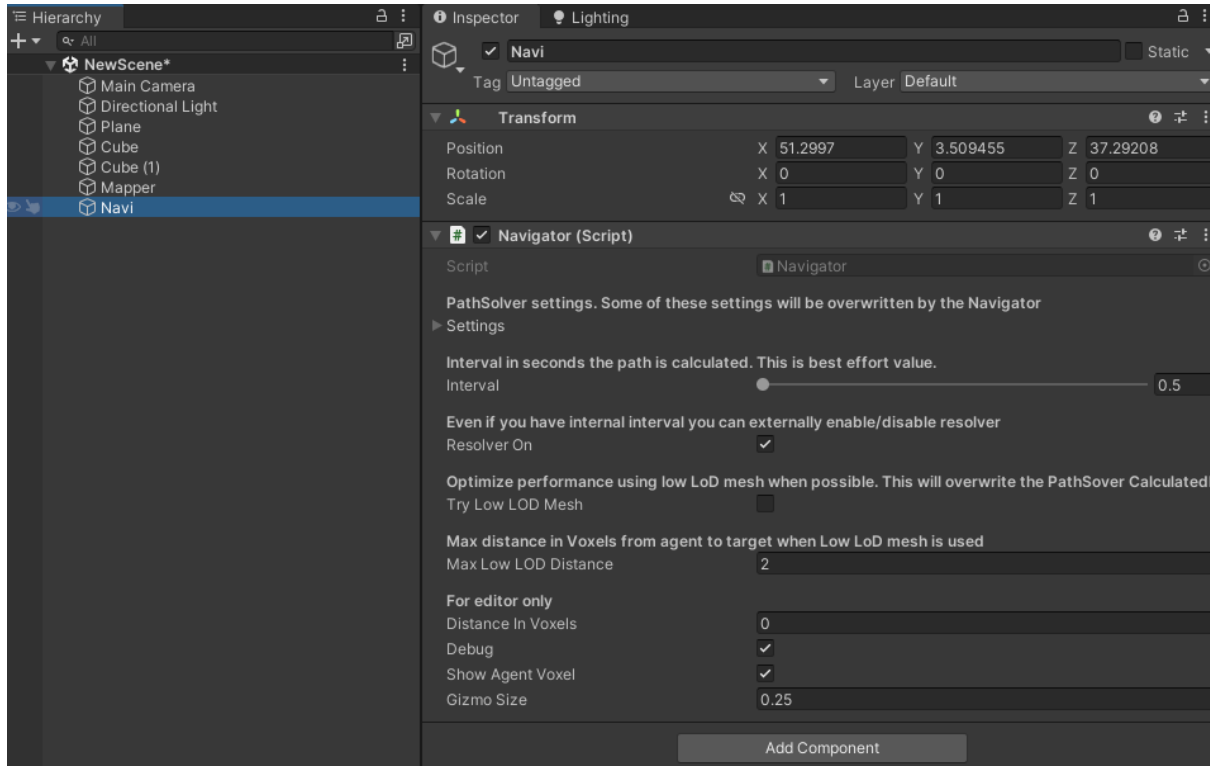 Hierarchy
All
NewScene*
Main Camera
Directional Light
Plane
Cube
Cube (1)
Mapper
Navi
Inspector Lighting
Navi Static
Tag Untagged Layer Default
Transform
Position X 51.2997 Y 3.509455 Z 37.29208
Rotation X 0 Y 0 Z 0
Scale X 1 Y 1 Z 1
# Navigator (Script)
Script Navigator
PathSolver settings. Some of these settings will be overwritten by the Navigator
Settings
Interval in seconds the path is calculated. This is best effort value.
Interval 0.5
Even if you have internal interval you can externally enable/disable resolver
Resolver On
Optimize performance using low LoD mesh when possible. This will overwrite the PathSover Calculated
Try Low LOD Mesh
Max distance in Voxels from agent to target when Low LoD mesh is used
Max Low LOD Distance 2
For editor only
Distance In Voxels 0
Debug
Show Agent Voxel
Gizmo Size 0.25
Add Component